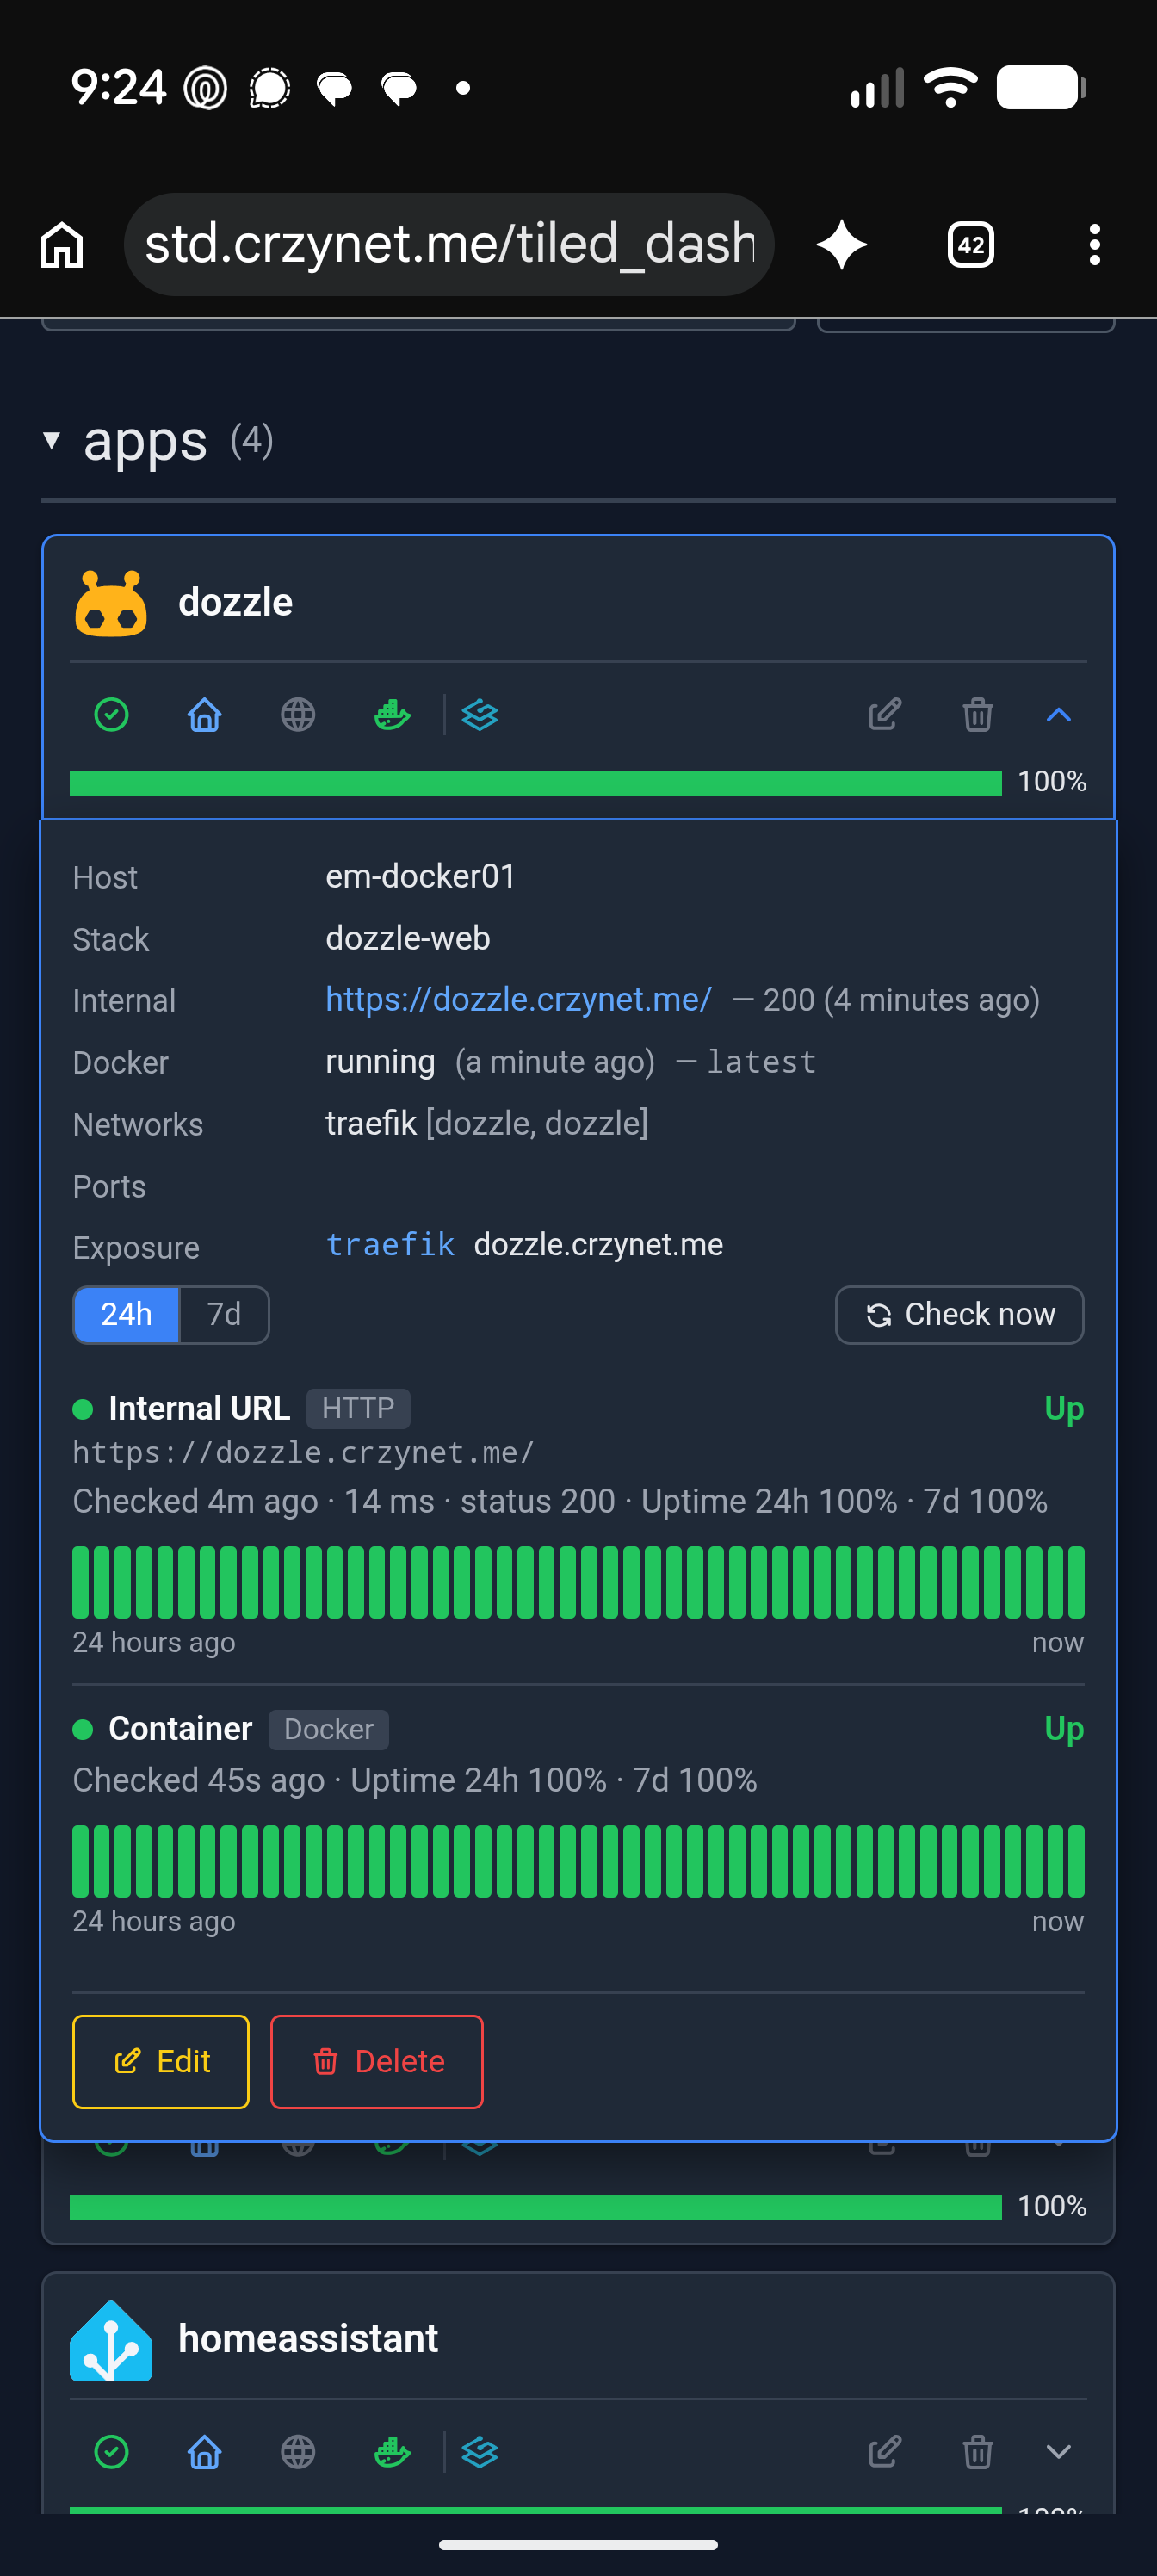 9:24
std.crzynet.me/tiled_dash
42
▼ apps (4)
dozzle
100%
Host em-docker01
Stack dozzle-web
Internal https://dozzle.crzynet.me/ — 200 (4 minutes ago)
Docker running (a minute ago) — latest
Networks traefik [dozzle, dozzle]
Ports
Exposure traefik dozzle.crzynet.me
24h 7d Check now
Internal URL HTTP Up
https://dozzle.crzynet.me/
Checked 4m ago · 14 ms · status 200 · Uptime 24h 100% · 7d 100%
24 hours ago now
Container Docker Up
Checked 45s ago · Uptime 24h 100% · 7d 100%
24 hours ago now
Edit Delete
100%
homeassistant
100%